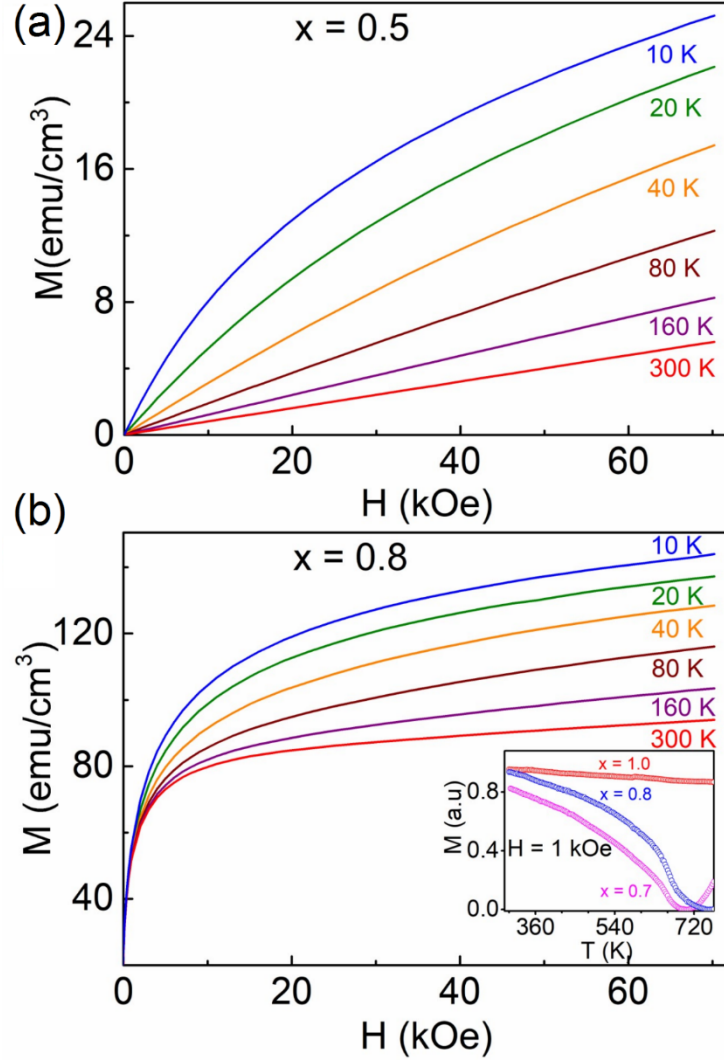 (a)
x = 0.5
24
16
8
0
M(emu/cm³)
10 K
20 K
40 K
80 K
160 K
300 K
0 20 40 60
H (kOe)
(b)
x = 0.8
120
80
40
M (emu/cm³)
10 K
20 K
40 K
80 K
160 K
300 K
x = 1.0
x = 0.8
x = 0.7
H = 1 kOe
0.8
0.4
0.0
M (a.u)
360 540 720
T (K)
0 20 40 60
H (kOe)